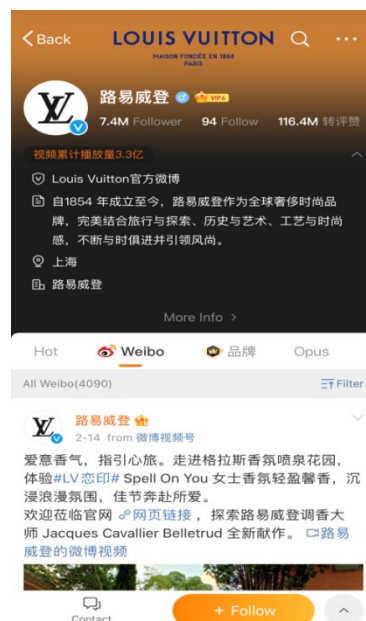 Back
LOUIS VUITTON
MAISON FONDÉE EN 1854
PARIS
LV
路易威登 VIP6
7.4M Follower 94 Follow 116.4M 转评赞
视频累计播放量3.3亿
Louis Vuitton官方微博
自1854 年成立至今，路易威登作为全球奢侈时尚品
牌，完美结合旅行与探索、历史与艺术、工艺与时尚
感，不断与时俱进并引领风尚。
上海
路易威登
More Info >
Hot Weibo 品牌 Opus
All Weibo(4090) Filter
LV
路易威登
2-14 from 微博视频号
爱意香气，指引心旅。走进格拉斯香氛喷泉花园，
体验#LV恋印# Spell On You 女士香氛轻盈馨香，沉
浸浪漫氛围，佳节奔赴所爱。
欢迎莅临官网 网页链接 ，探索路易威登调香大
师 Jacques Cavallier Belletrud 全新献作。 路易
威登的微博视频
Contact
+ Follow